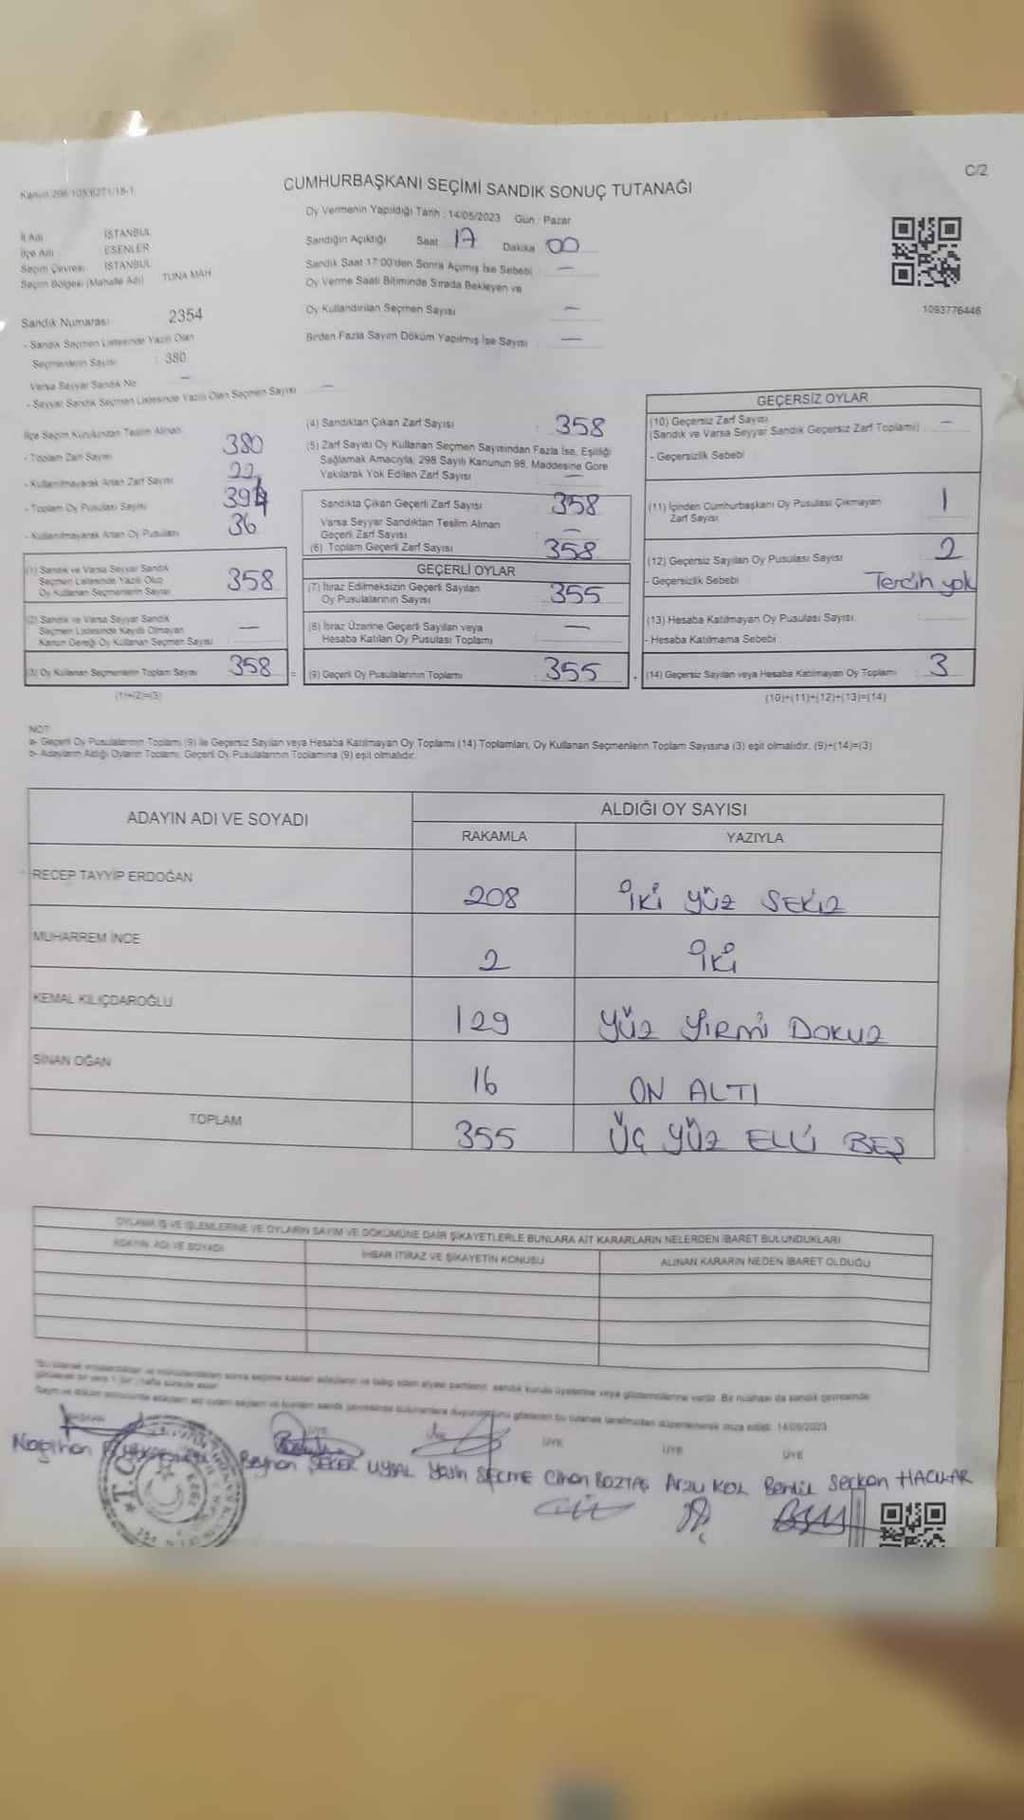 C/2
CUMHURBAŞKANI SEÇİMİ SANDIK SONUÇ TUTANAĞI
Oy Vermenin Yapıldığı Tarih : 14/05/2023 Gün : Pazar
İl Adı : İSTANBUL
İlçe Adı : ESENLER
Seçim Çevresi : İSTANBUL
Seçim Bölgesi (Mahalle Adı) : TUNA MAH
Sandığın Açıldığı Saat 17 Dakika 00
Sandık Saat 17:00'den Sonra Açılmış İse Sebebi —
Oy Verme Saati Bitiminde Sırada Bekleyen ve
Oy Kullandırılan Seçmen Sayısı —
Birden Fazla Sayım Döküm Yapılmış İse Sayısı —
1093776446
Sandık Numarası : 2354
- Sandık Seçmen Listesinde Yazılı Olan
Seçmenlerin Sayısı : 380
Varsa Seyyar Sandık No —
- Seyyar Sandık Seçmen Listesinde Yazılı Olan Seçmen Sayısı —
İlçe Seçim Kurulundan Teslim Alınan
- Toplam Zarf Sayısı 380
- Kullanılmayarak Artan Zarf Sayısı 22
- Toplam Oy Pusulası Sayısı 394
- Kullanılmayarak Artan Oy Pusulası 36
(1) Sandık ve Varsa Seyyar Sandık
Seçmen Listesinde Yazılı Olup
Oy Kullanan Seçmenlerin Sayısı 358
(2) Sandık ve Varsa Seyyar Sandık
Seçmen Listesinde Kaydı Olmayan
Kanun Gereği Oy Kullanan Seçmen Sayısı —
(3) Oy Kullanan Seçmenlerin Toplam Sayısı 358
(1)+(2)=(3)
(4) Sandıktan Çıkan Zarf Sayısı : 358
(5) Zarf Sayısı Oy Kullanan Seçmen Sayısından Fazla İse, Eşitliği
Sağlamak Amacıyla, 298 Sayılı Kanunun 98. Maddesine Göre
Yakılarak Yok Edilen Zarf Sayısı —
Sandıkta Çıkan Geçerli Zarf Sayısı 358
Varsa Seyyar Sandıktan Teslim Alınan
Geçerli Zarf Sayısı —
(6) Toplam Geçerli Zarf Sayısı 358
GEÇERLİ OYLAR
(7) İtiraz Edilmeksizin Geçerli Sayılan
Oy Pusulalarının Sayısı 355
(8) İtiraz Üzerine Geçerli Sayılan veya
Hesaba Katılan Oy Pusulası Toplamı —
(9) Geçerli Oy Pusulalarının Toplamı 355
GEÇERSİZ OYLAR
(10) Geçersiz Zarf Sayısı —
(Sandık ve Varsa Seyyar Sandık Geçersiz Zarf Toplamı)
- Geçersizlik Sebebi
(11) İçinden Cumhurbaşkanı Oy Pusulası Çıkmayan
Zarf Sayısı 1
(12) Geçersiz Sayılan Oy Pusulası Sayısı 2
- Geçersizlik Sebebi Tercih yok
(13) Hesaba Katılmayan Oy Pusulası Sayısı
- Hesaba Katılmama Sebebi
(14) Geçersiz Sayılan veya Hesaba Katılmayan Oy Toplamı 3
(10)+(11)+(12)+(13)=(14)
NOT:
a- Geçerli Oy Pusulalarının Toplamı (9) ile Geçersiz Sayılan veya Hesaba Katılmayan Oy Toplamı (14) Toplamları, Oy Kullanan Seçmenlerin Toplam Sayısına (3) eşit olmalıdır. (9)+(14)=(3)
b- Adayların Aldığı Oyların Toplamı, Geçerli Oy Pusulalarının Toplamına (9) eşit olmalıdır.
ADAYIN ADI VE SOYADI ALDIĞI OY SAYISI
RAKAMLA YAZIYLA
RECEP TAYYİP ERDOĞAN 208 İKİ YÜZ SEKİZ
MUHARREM İNCE 2 İKİ
KEMAL KILIÇDAROĞLU 129 YÜZ YİRMİ DOKUZ
SİNAN OĞAN 16 ON ALTI
TOPLAM 355 ÜÇ YÜZ ELLİ BEŞ
OYLAMA İŞ VE İŞLEMLERİNE VE OYLARIN SAYIM VE DÖKÜMÜNE DAİR ŞİKAYETLERLE BUNLARA AİT KARARLARIN NELERDEN İBARET BULUNDUKLARI
ADAYIN ADI VE SOYADI İHBAR İTİRAZ VE ŞİKAYETİN KONUSU ALINAN KARARIN NEDEN İBARET OLDUĞU
ÜYE ÜYE ÜYE
Nagihan Beyhan ŞEKER UYSAL Yasin SEÇME Cihan BOZTAŞ Arzu KOL Serkan HACILAR
T.C.